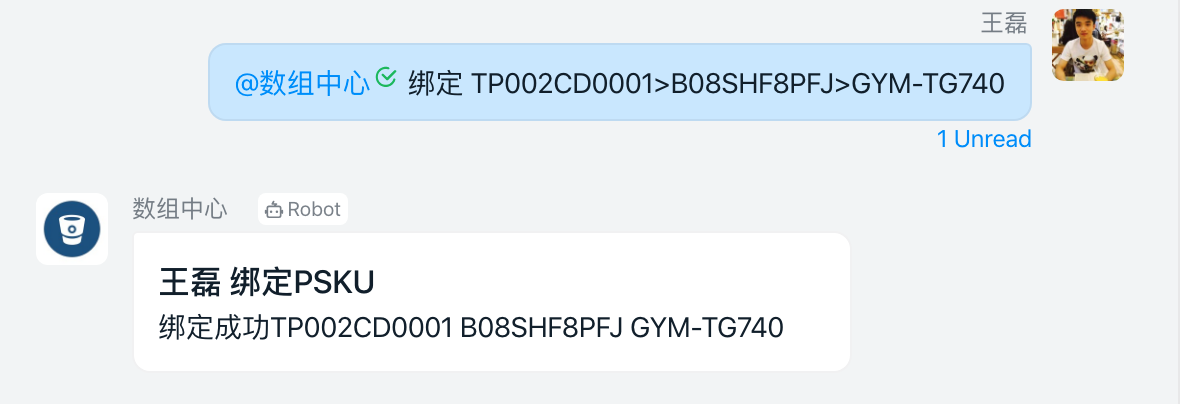 王磊
@数组中心 绑定 TP002CD0001>B08SHF8PFJ>GYM-TG740
1 Unread
数组中心 Robot
王磊 绑定PSKU
绑定成功TP002CD0001 B08SHF8PFJ GYM-TG740